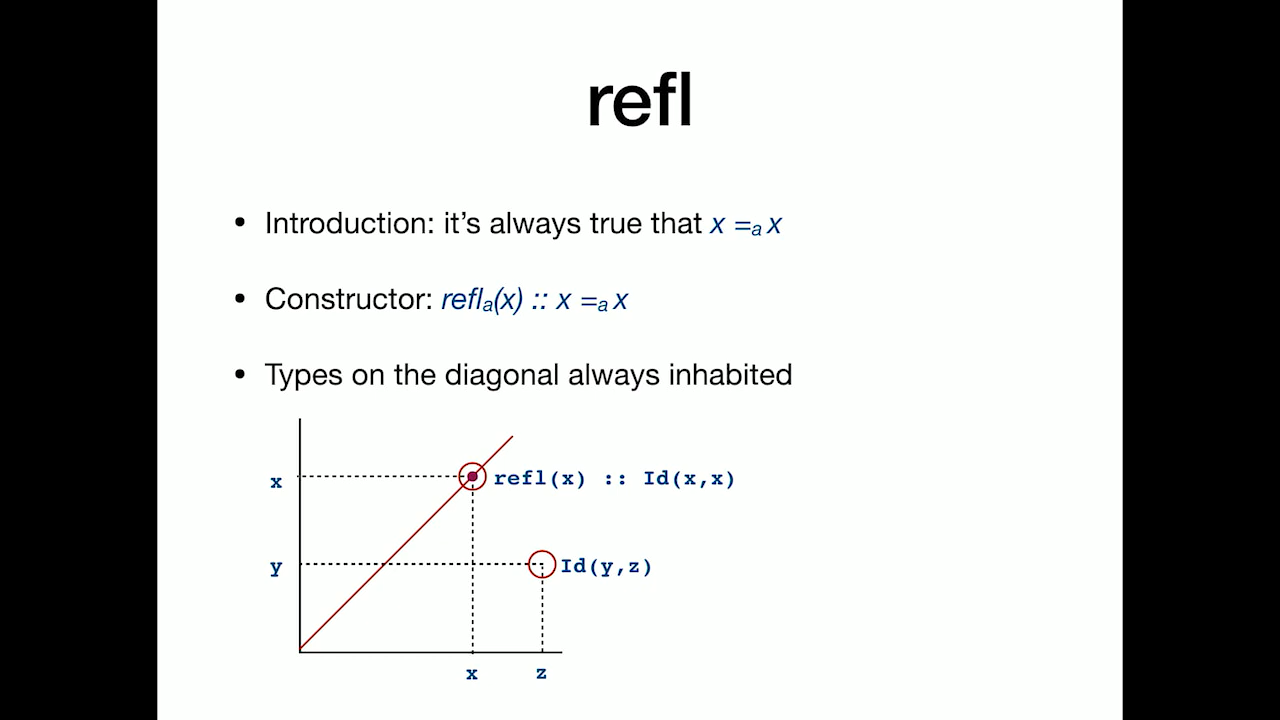 refl
• Introduction: it’s always true that x =ₐ x
• Constructor: reflₐ(x) :: x =ₐ x
• Types on the diagonal always inhabited
x
refl(x) :: Id(x,x)
y
Id(y,z)
x z